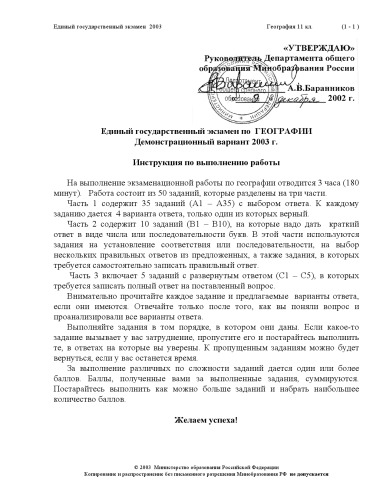 Единый государственный экзамен 2003 География 11 кл (1 - 1 )
«УТВЕРЖДАЮ»
Руководитель Департамента общего
образования Минобразования России
А.В.Баранников
декабря 2002 г.
Единый государственный экзамен по ГЕОГРАФИИ
Демонстрационный вариант 2003 г.
Инструкция по выполнению работы
На выполнение экзаменационной работы по географии отводится 3 часа (180
минут). Работа состоит из 50 заданий, которые разделены на три части.
Часть 1 содержит 35 заданий (А1 – А35) с выбором ответа. К каждому
заданию дается 4 варианта ответа, только один из которых верный.
Часть 2 содержит 10 заданий (В1 – В10), на которые надо дать краткий
ответ в виде числа или последовательности букв. В этой части используются
задания на установление соответствия или последовательности, на выбор
нескольких правильных ответов из предложенных, а также задания, в которых
требуется самостоятельно записать правильный ответ.
Часть 3 включает 5 заданий с развернутым ответом (С1 – С5), в которых
требуется записать полный ответ на поставленный вопрос.
Внимательно прочитайте каждое задание и предлагаемые варианты ответа,
если они имеются. Отвечайте только после того, как вы поняли вопрос и
проанализировали все варианты ответа.
Выполняйте задания в том порядке, в котором они даны. Если какое-то
задание вызывает у вас затруднение, пропустите его и постарайтесь выполнить
те, в ответах на которые вы уверены. К пропущенным заданиям можно будет
вернуться, если у вас останется время.
За выполнение различных по сложности заданий дается один или более
баллов. Баллы, полученные вами за выполненные задания, суммируются.
Постарайтесь выполнить как можно больше заданий и набрать наибольшее
количество баллов.
Желаем успеха!
© 2003 Министерство образования Российской Федерации
Копирование и распространение без письменного разрешения Минобразования РФ не допускается